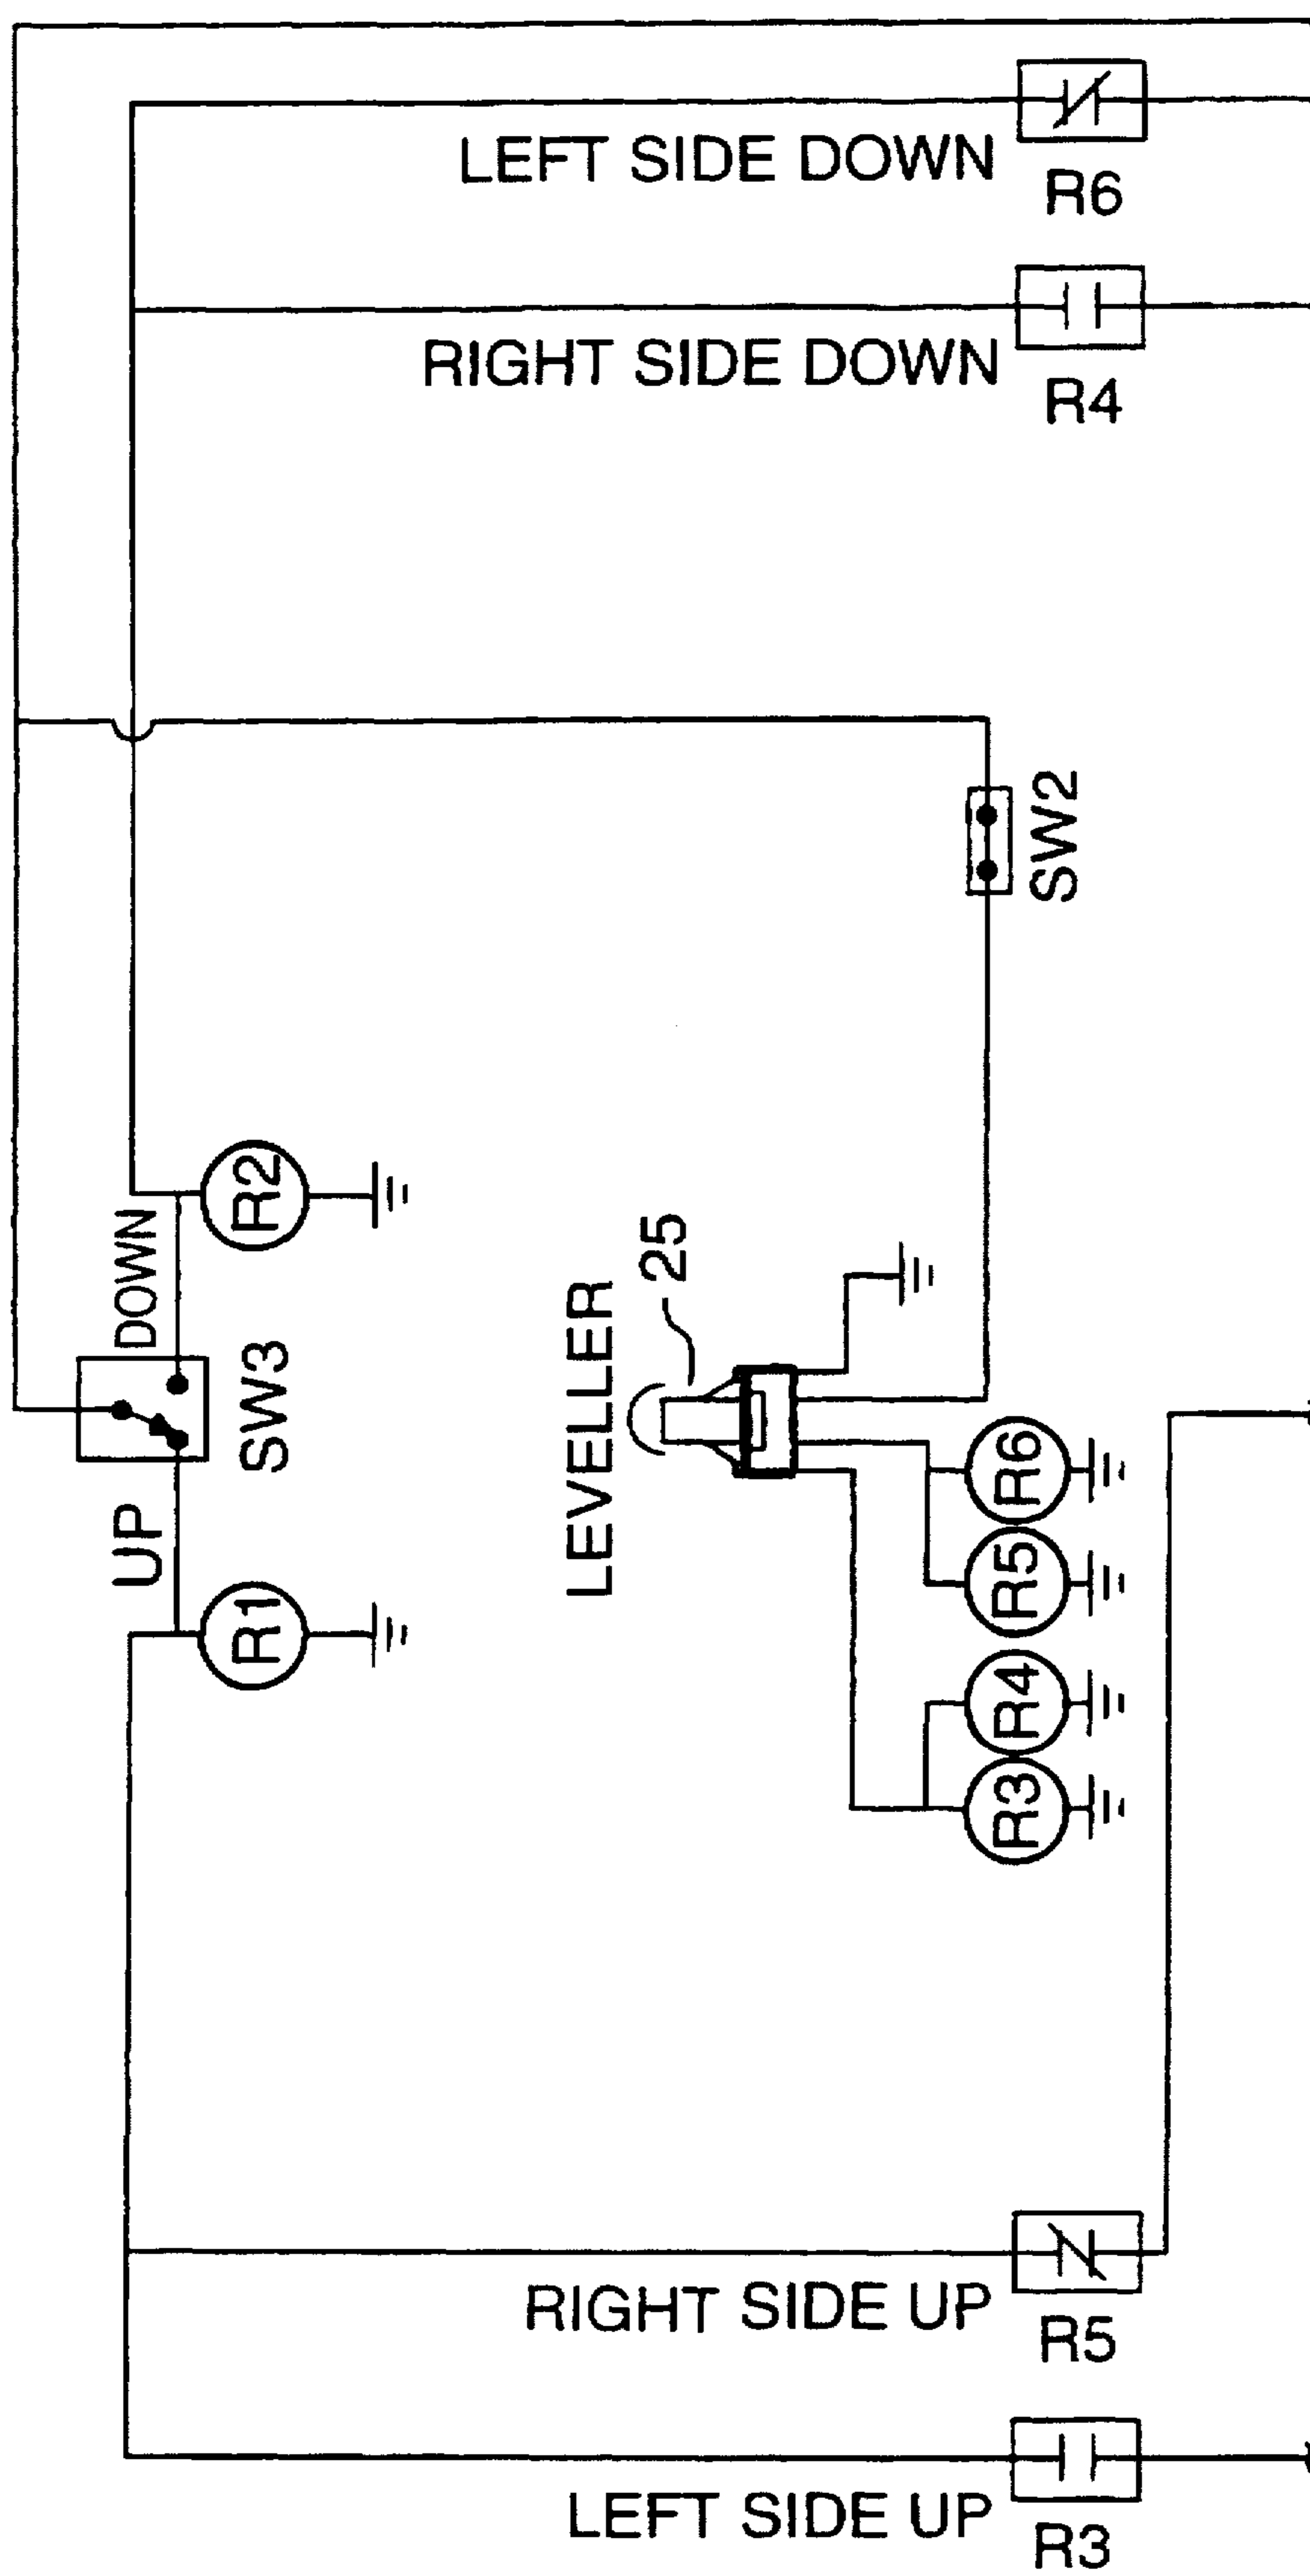 LEFT SIDE DOWN
R6
RIGHT SIDE DOWN
R4
SW2
R2
DOWN
SW3
UP
R1
LEVELLER
25
R6
R5
R4
R3
RIGHT SIDE UP
R5
LEFT SIDE UP
R3